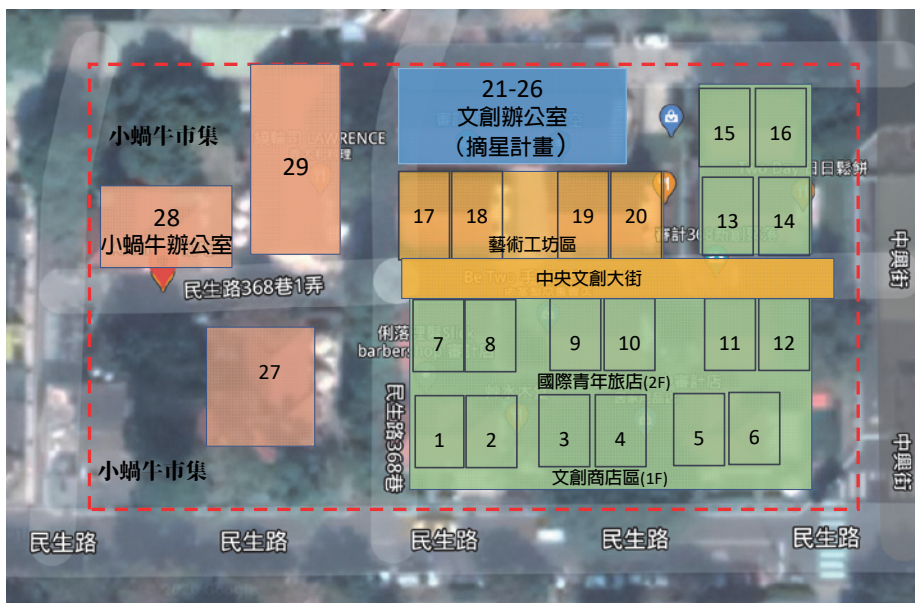 21-26
文創辦公室
（摘星計畫）
小蝸牛市集
29
15
16
日日鬆餅
28
小蝸牛辦公室
17
18
19
20
藝術工坊區
13
14
中興街
中央文創大街
民生路368巷1弄
7
8
9
10
11
12
barbershop
27
國際青年旅店(2F)
民生路368巷
1
2
3
4
5
6
文創商店區(1F)
小蝸牛市集
中興街
民生路
民生路
民生路
民生路
民生路